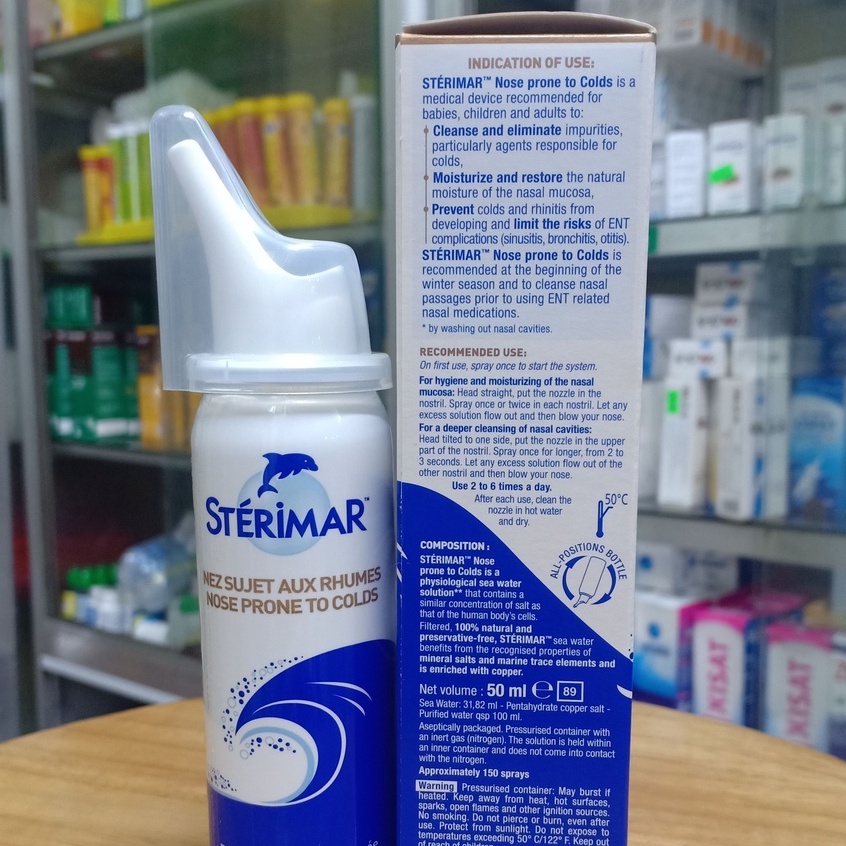 STÉRIMAR™
NEZ SUJET AUX RHUMES
NOSE PRONE TO COLDS
INDICATION OF USE:
STÉRIMAR™ Nose prone to Colds is a
medical device recommended for
babies, children and adults to:
Cleanse and eliminate impurities,
particularly agents responsible for
colds,
Moisturize and restore the natural
moisture of the nasal mucosa,
Prevent colds and rhinitis from
developing and limit the risks of ENT
complications (sinusitis, bronchitis, otitis).
STÉRIMAR™ Nose prone to Colds is
recommended at the beginning of the
winter season and to cleanse nasal
passages prior to using ENT related
nasal medications.
* by washing out nasal cavities.
RECOMMENDED USE:
On first use, spray once to start the system.
For hygiene and moisturizing of the nasal
mucosa: Head straight, put the nozzle in the
nostril. Spray once or twice in each nostril. Let any
excess solution flow out and then blow your nose.
For a deeper cleansing of nasal cavities:
Head tilted to one side, put the nozzle in the upper
part of the nostril. Spray once for longer, from 2 to
3 seconds. Let any excess solution flow out of the
other nostril and then blow your nose.
Use 2 to 6 times a day.
After each use, clean the
nozzle in hot water
and dry.
50°C
ALL-POSITIONS BOTTLE
COMPOSITION :
STÉRIMAR™ Nose
prone to Colds is a
physiological sea water
solution** that contains a
similar concentration of salt as
that of the human body's cells.
Filtered, 100% natural and
preservative-free, STÉRIMAR™ sea water
benefits from the recognised properties of
mineral salts and marine trace elements and
is enriched with copper.
Net volume : 50 ml ℮ 89
Sea Water: 31,82 ml - Pentahydrate copper salt -
Purified water qsp 100 ml.
Aseptically packaged. Pressurised container with
an inert gas (nitrogen). The solution is held within
an inner container and does not come into contact
with the nitrogen.
Approximately 150 sprays
Warning Pressurised container: May burst if
heated. Keep away from heat, hot surfaces,
sparks, open flames and other ignition sources.
No smoking. Do not pierce or burn, even after
use. Protect from sunlight. Do not expose to
temperatures exceeding 50° C/122° F. Keep out
of reach of children
XISAT
XISAT